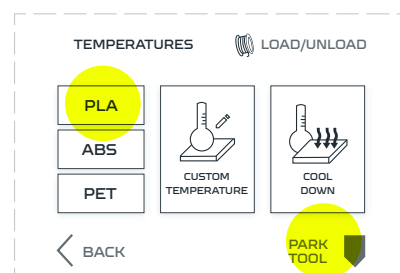 TEMPERATURES
LOAD/UNLOAD
PLA
ABS
PET
CUSTOM
TEMPERATURE
COOL
DOWN
BACK
PARK
TOOL